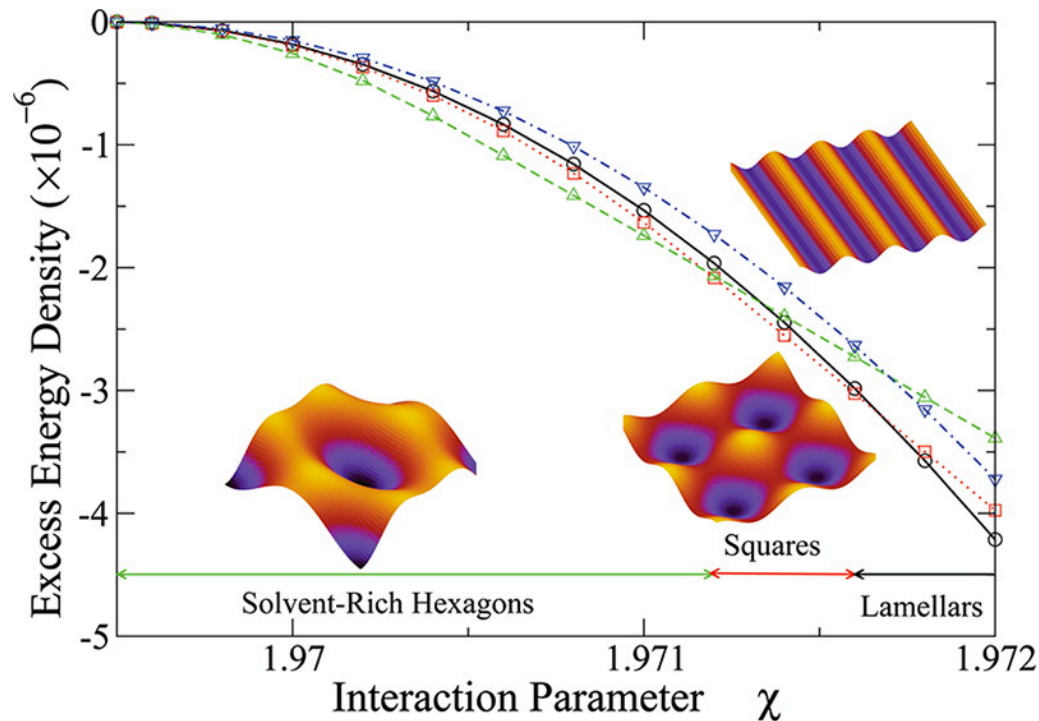 0
-1
-2
-3
-4
-5
Excess Energy Density (×10⁻⁶)
Squares
Solvent-Rich Hexagons
Lamellars
1.97
1.971
1.972
Interaction Parameter χ